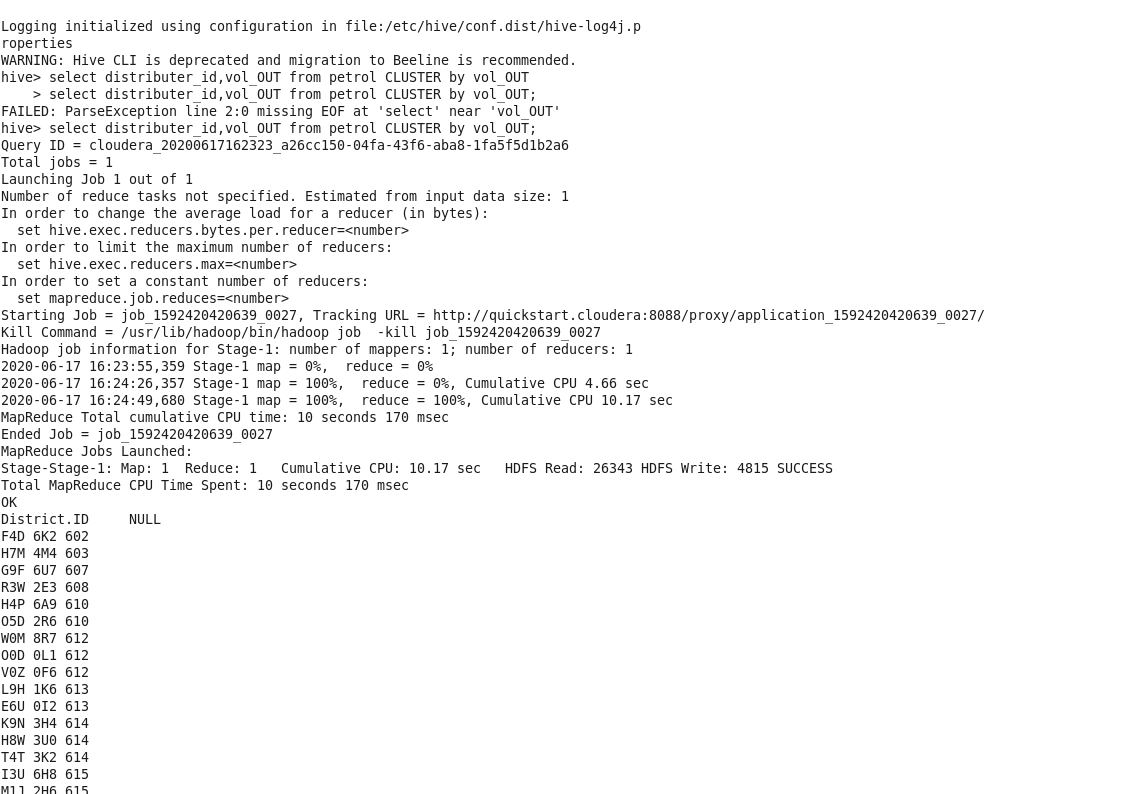 Logging initialized using configuration in file:/etc/hive/conf.dist/hive-log4j.p
roperties
WARNING: Hive CLI is deprecated and migration to Beeline is recommended.
hive> select distributer_id,vol_OUT from petrol CLUSTER by vol_OUT
    > select distributer_id,vol_OUT from petrol CLUSTER by vol_OUT;
FAILED: ParseException line 2:0 missing EOF at 'select' near 'vol_OUT'
hive> select distributer_id,vol_OUT from petrol CLUSTER by vol_OUT;
Query ID = cloudera_20200617162323_a26cc150-04fa-43f6-aba8-1fa5f5d1b2a6
Total jobs = 1
Launching Job 1 out of 1
Number of reduce tasks not specified. Estimated from input data size: 1
In order to change the average load for a reducer (in bytes):
  set hive.exec.reducers.bytes.per.reducer=<number>
In order to limit the maximum number of reducers:
  set hive.exec.reducers.max=<number>
In order to set a constant number of reducers:
  set mapreduce.job.reduces=<number>
Starting Job = job_1592420420639_0027, Tracking URL = http://quickstart.cloudera:8088/proxy/application_1592420420639_0027/
Kill Command = /usr/lib/hadoop/bin/hadoop job  -kill job_1592420420639_0027
Hadoop job information for Stage-1: number of mappers: 1; number of reducers: 1
2020-06-17 16:23:55,359 Stage-1 map = 0%,  reduce = 0%
2020-06-17 16:24:26,357 Stage-1 map = 100%,  reduce = 0%, Cumulative CPU 4.66 sec
2020-06-17 16:24:49,680 Stage-1 map = 100%,  reduce = 100%, Cumulative CPU 10.17 sec
MapReduce Total cumulative CPU time: 10 seconds 170 msec
Ended Job = job_1592420420639_0027
MapReduce Jobs Launched:
Stage-Stage-1: Map: 1  Reduce: 1   Cumulative CPU: 10.17 sec   HDFS Read: 26343 HDFS Write: 4815 SUCCESS
Total MapReduce CPU Time Spent: 10 seconds 170 msec
OK
District.ID     NULL
F4D 6K2 602
H7M 4M4 603
G9F 6U7 607
R3W 2E3 608
H4P 6A9 610
O5D 2R6 610
W0M 8R7 612
O0D 0L1 612
V0Z 0F6 612
L9H 1K6 613
E6U 0I2 613
K9N 3H4 614
H8W 3U0 614
T4T 3K2 614
I3U 6H8 615
M1J 2H6 615